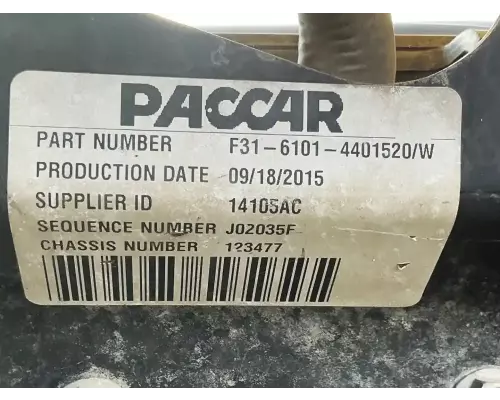 PACCAR
PART NUMBER F31-6101-4401520/W
PRODUCTION DATE 09/18/2015
SUPPLIER ID 14105AC
SEQUENCE NUMBER J02035F
CHASSIS NUMBER 123477